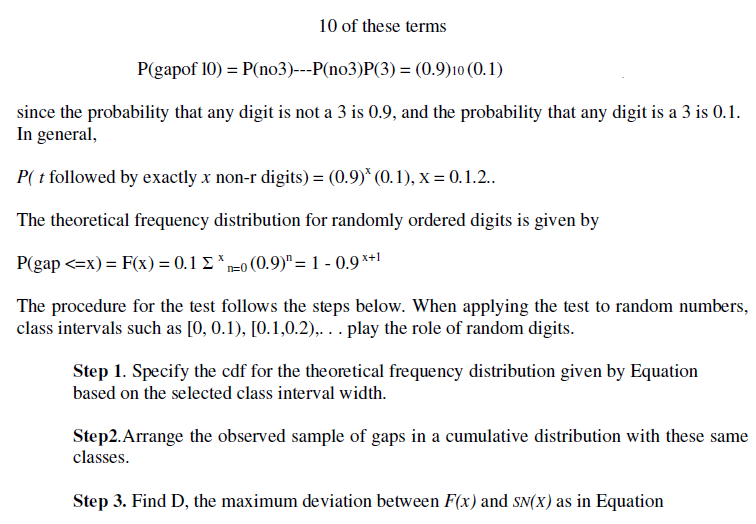 10 of these terms
P(gapof 10) = P(no3)---P(no3)P(3) = (0.9)10 (0.1)
since the probability that any digit is not a 3 is 0.9, and the probability that any digit is a 3 is 0.1.
In general,
P( t followed by exactly x non-r digits) = (0.9)ˣ (0.1), X = 0.1.2..
The theoretical frequency distribution for randomly ordered digits is given by
P(gap <=x) = F(x) = 0.1 Σ ˣ ₙ₌₀ (0.9)ⁿ = 1 - 0.9 ˣ⁺¹
The procedure for the test follows the steps below. When applying the test to random numbers,
class intervals such as [0, 0.1), [0.1,0.2),. . . play the role of random digits.
Step 1. Specify the cdf for the theoretical frequency distribution given by Equation
based on the selected class interval width.
Step2.Arrange the observed sample of gaps in a cumulative distribution with these same
classes.
Step 3. Find D, the maximum deviation between F(x) and SN(X) as in Equation